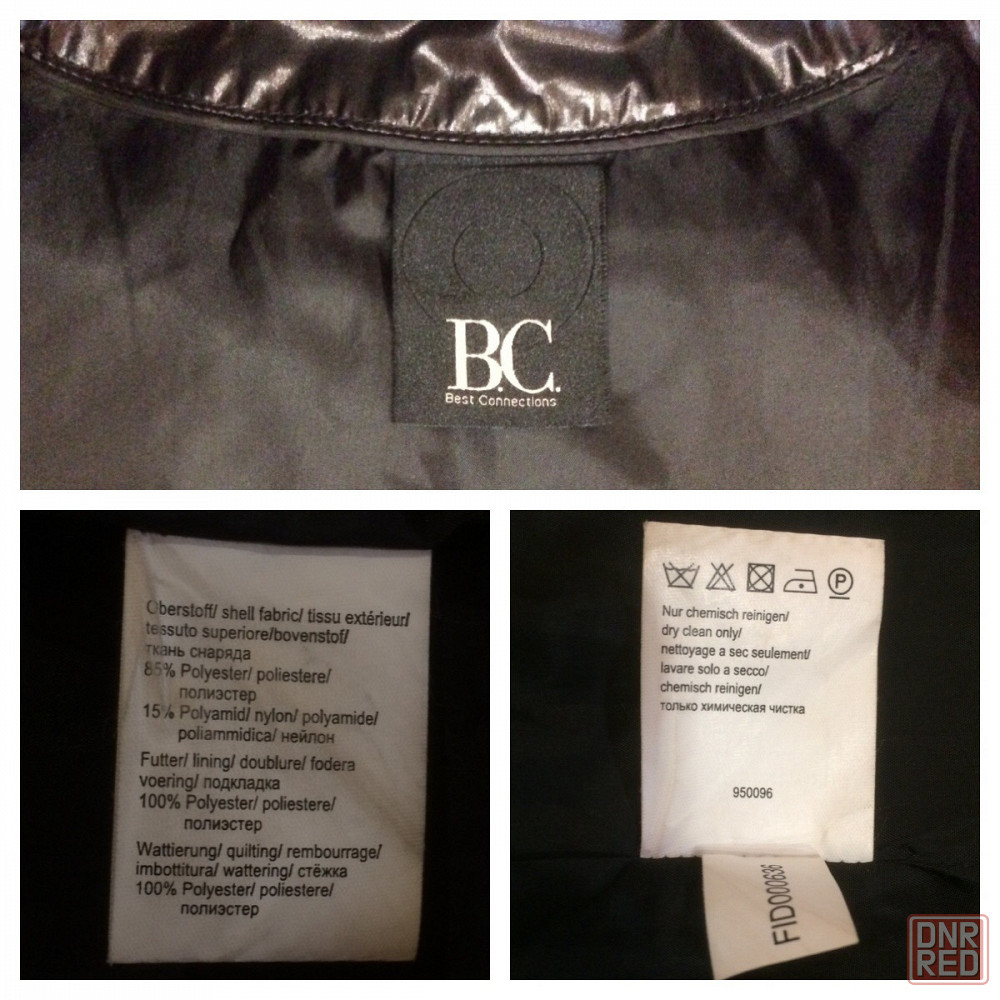 B.C.
Best Connections
Oberstoff/ shell fabric/ tissu extérieur/
tessuto superiore/bovenstof/
ткань снаряда
85% Polyester/ poliestere/
полиэстер
15% Polyamid/ nylon/ polyamide/
poliammidica/ нейлон
Futter/ lining/ doublure/ fodera
voering/ подкладка
100% Polyester/ poliestere/
полиэстер
Wattierung/ quilting/ rembourrage/
imbottitura/ wattering/ стёжка
100% Polyester/ poliestere/
полиэстер
P
Nur chemisch reinigen/
dry clean only/
nettoyage a sec seulement/
lavare solo a secco/
chemisch reinigen/
только химическая чистка
950096
FID000636
DNR
RED